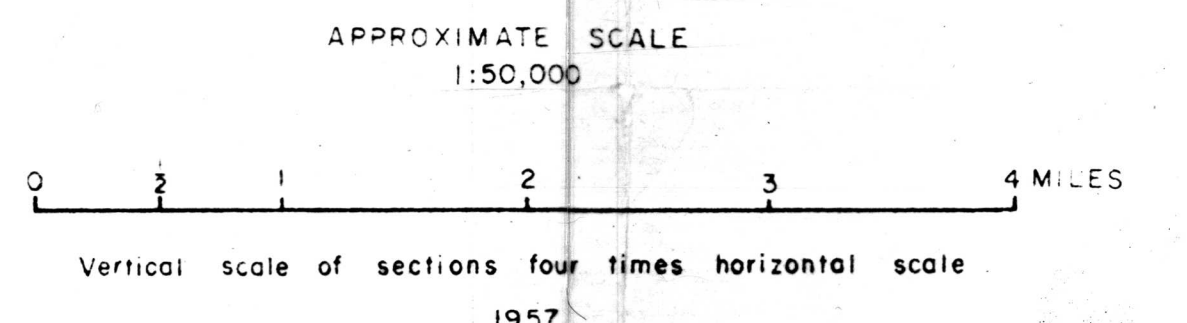 APPROXIMATE SCALE
1:50,000
0 ½ 1 2 3 4 MILES
Vertical scale of sections four times horizontal scale
1957